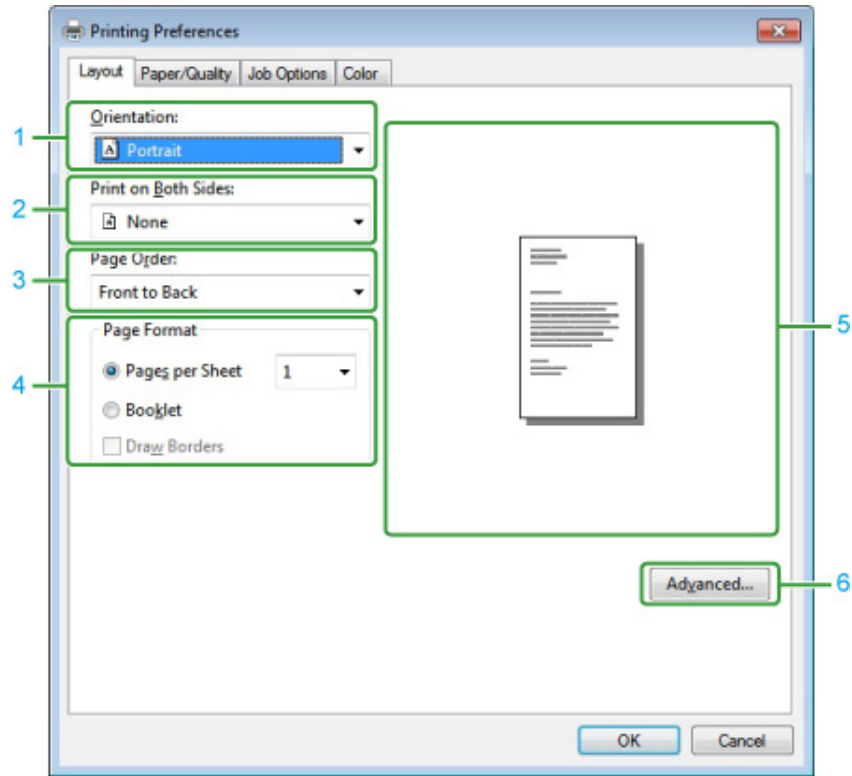 Printing Preferences
Layout Paper/Quality Job Options Color
Orientation:
1
Portrait
Print on Both Sides:
2
None
Page Order:
3
Front to Back
Page Format
Pages per Sheet 1
4
Booklet
Draw Borders
5
Advanced...
6
OK Cancel